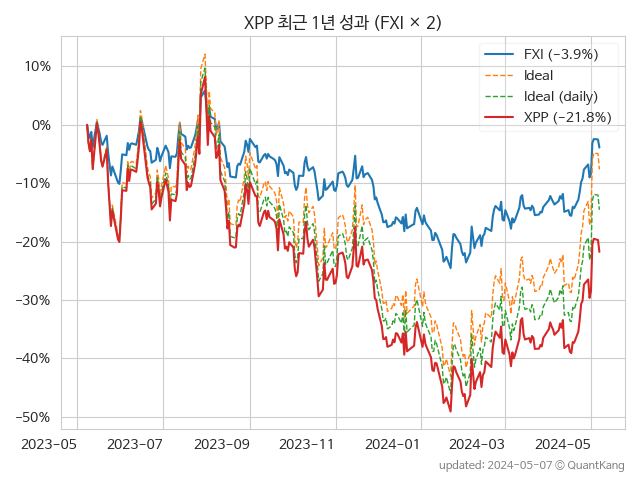 XPP 최근 1년 성과 (FXI × 2)
FXI (−3.9%)
Ideal
Ideal (daily)
XPP (−21.8%)
10%
0%
−10%
−20%
−30%
−40%
−50%
2023-05 2023-07 2023-09 2023-11 2024-01 2024-03 2024-05
updated: 2024-05-07 © QuantKang